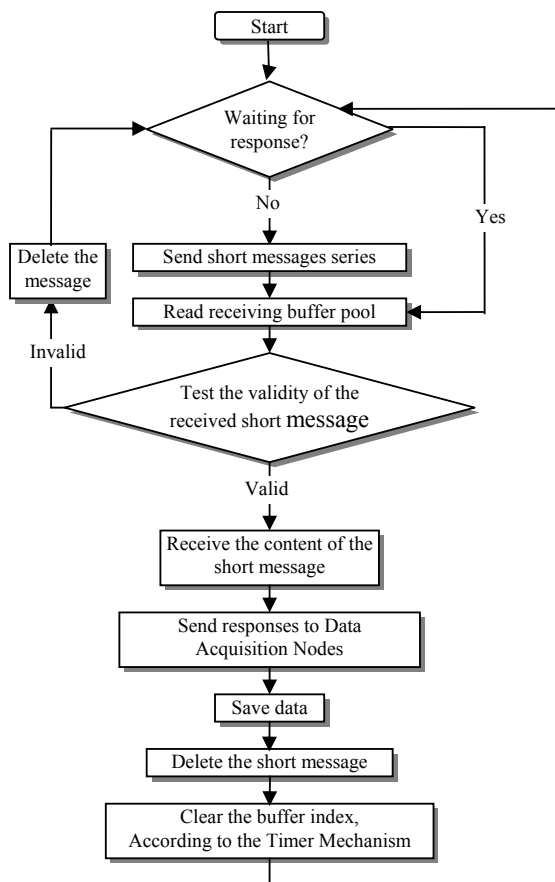 Start
Waiting for
response?
No
Yes
Delete the
message
Send short messages series
Read receiving buffer pool
Invalid
Test the validity of the
received short message
Valid
Receive the content of the
short message
Send responses to Data
Acquisition Nodes
Save data
Delete the short message
Clear the buffer index,
According to the Timer Mechanism